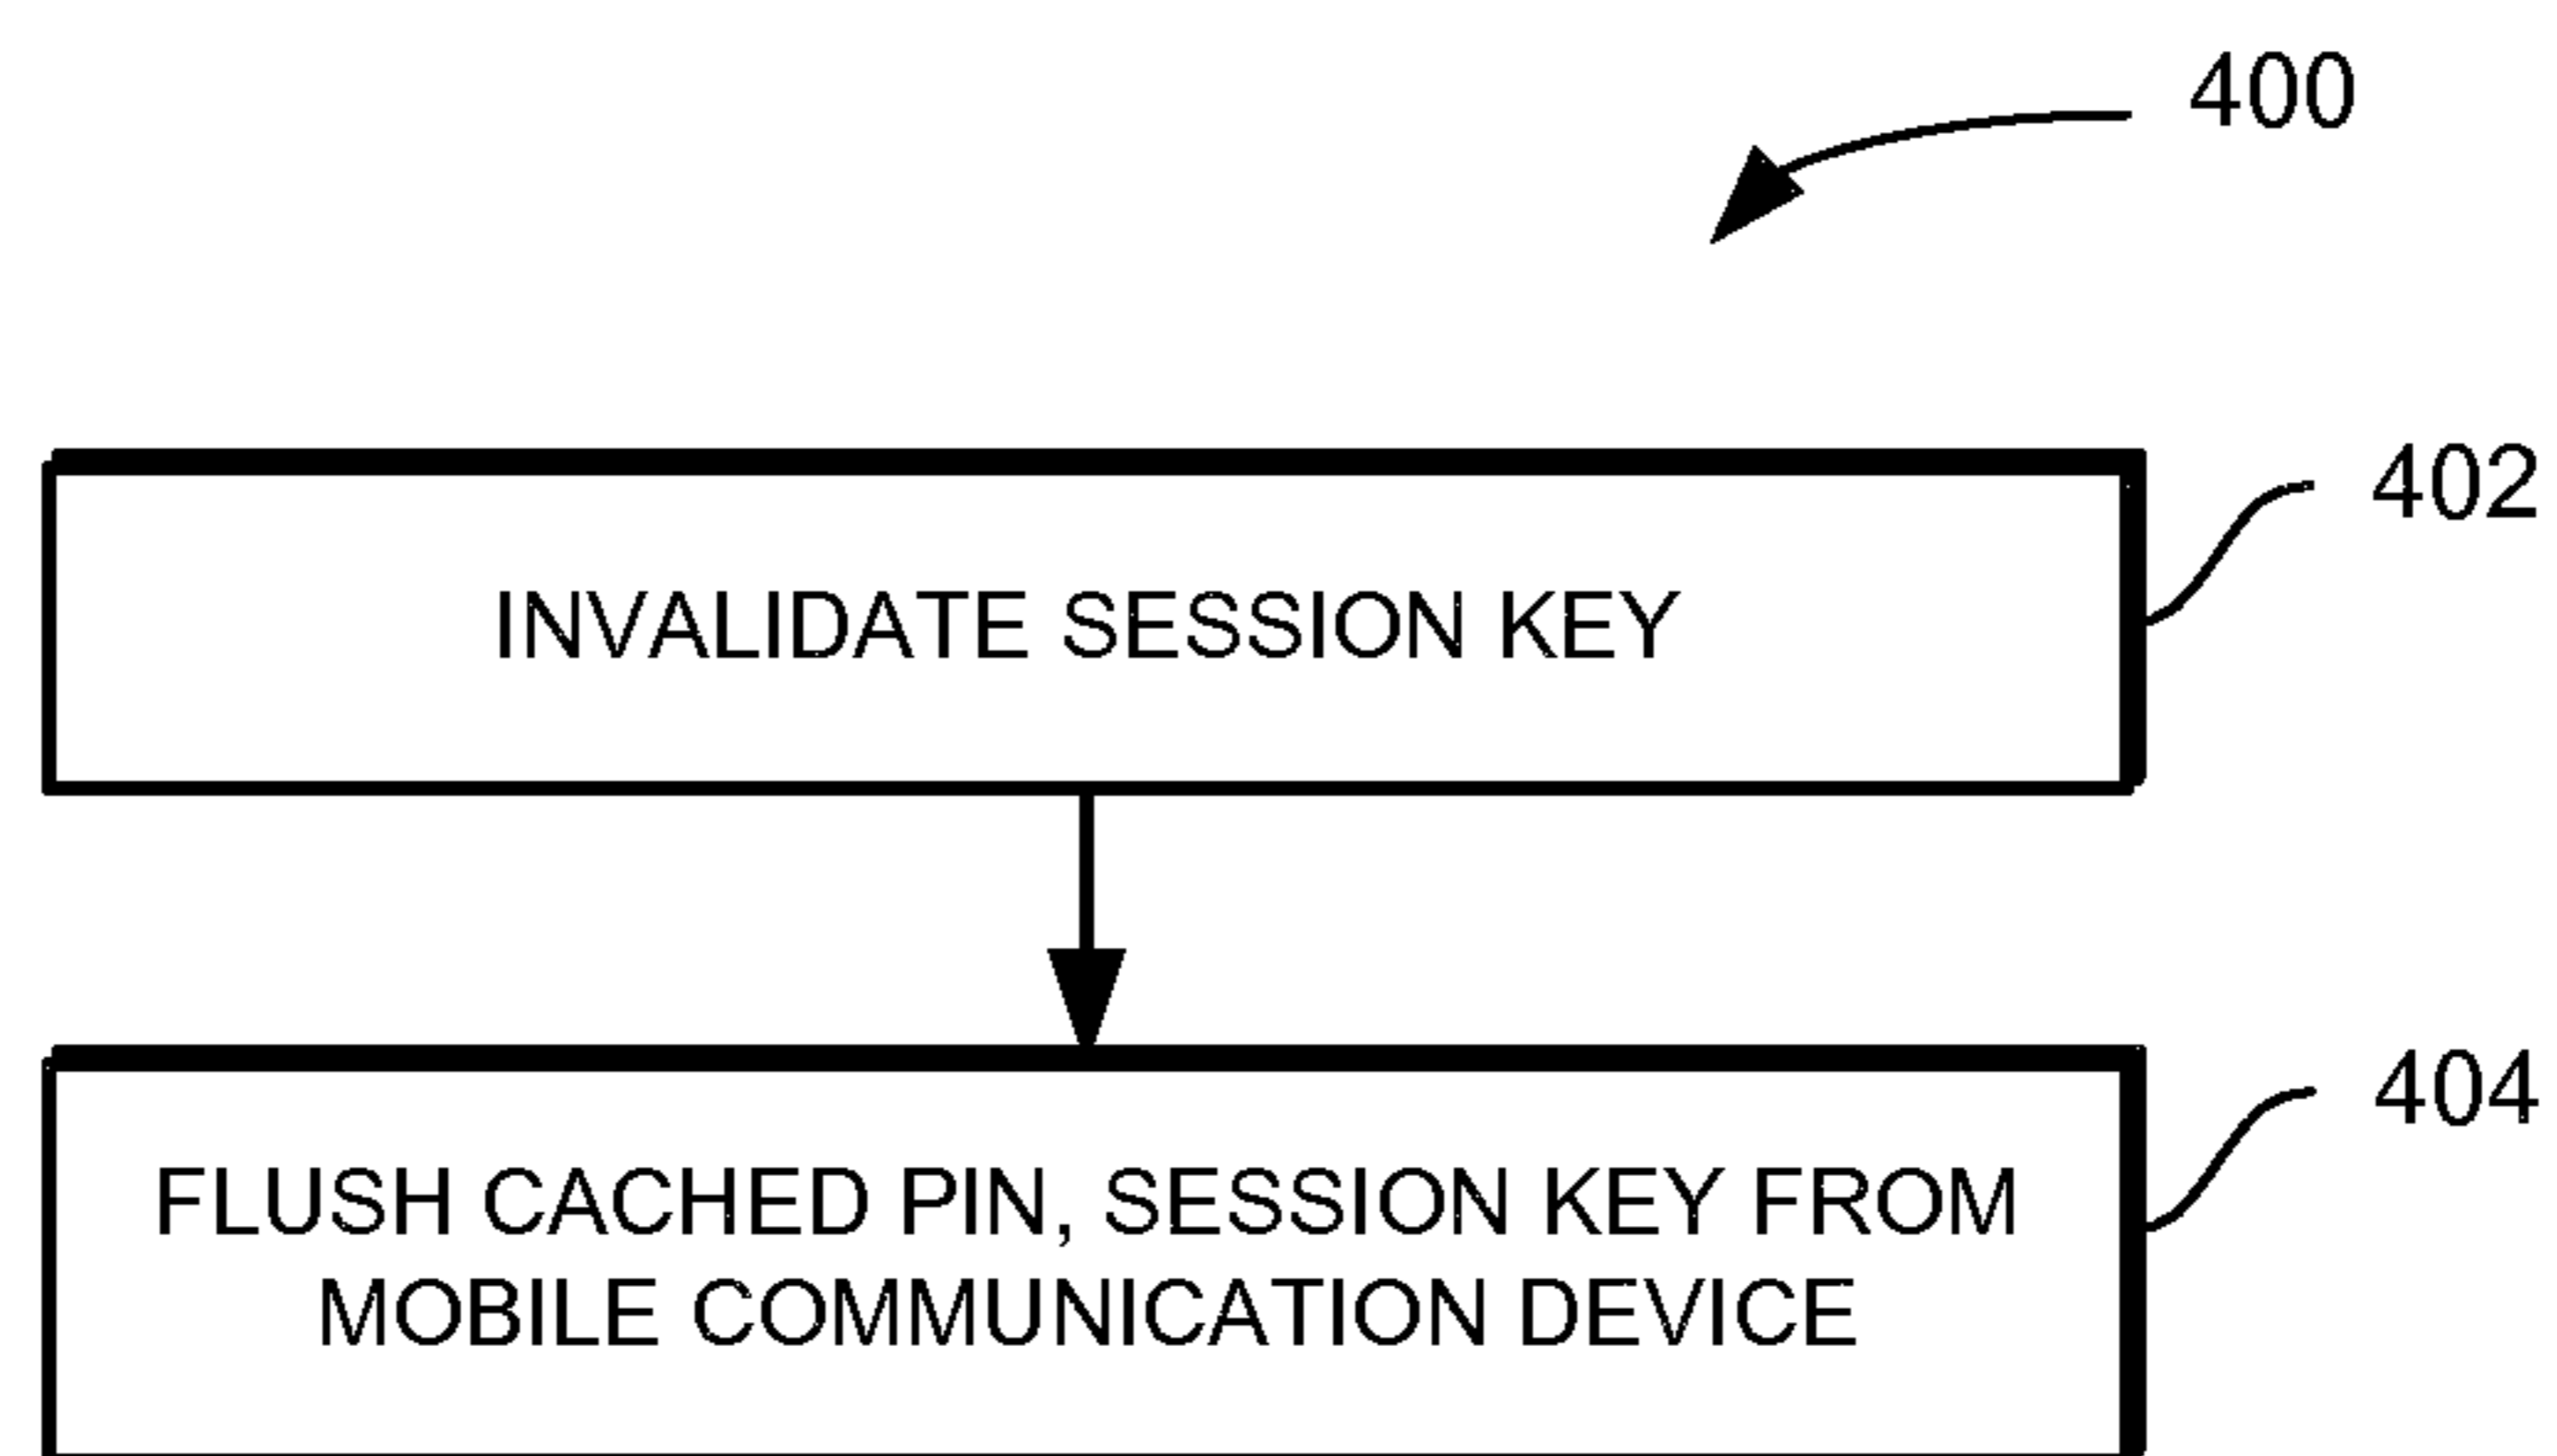 400
402
INVALIDATE SESSION KEY
404
FLUSH CACHED PIN, SESSION KEY FROM
MOBILE COMMUNICATION DEVICE